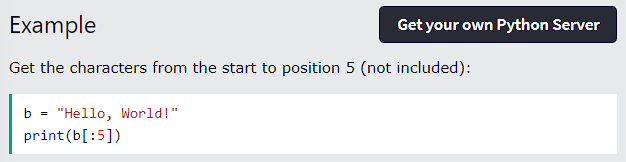 Example
Get your own Python Server
Get the characters from the start to position 5 (not included):
b = "Hello, World!"
print(b[:5])